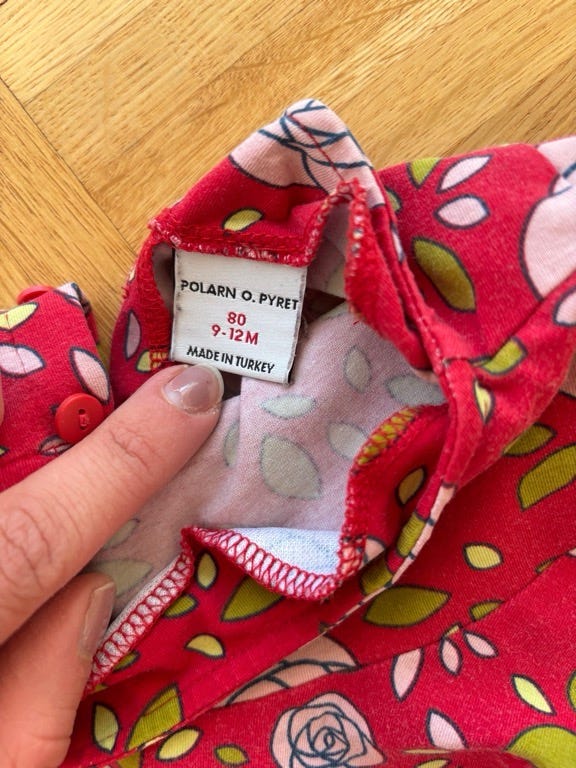 POLARN O. PYRET
80
9-12M
MADE IN TURKEY